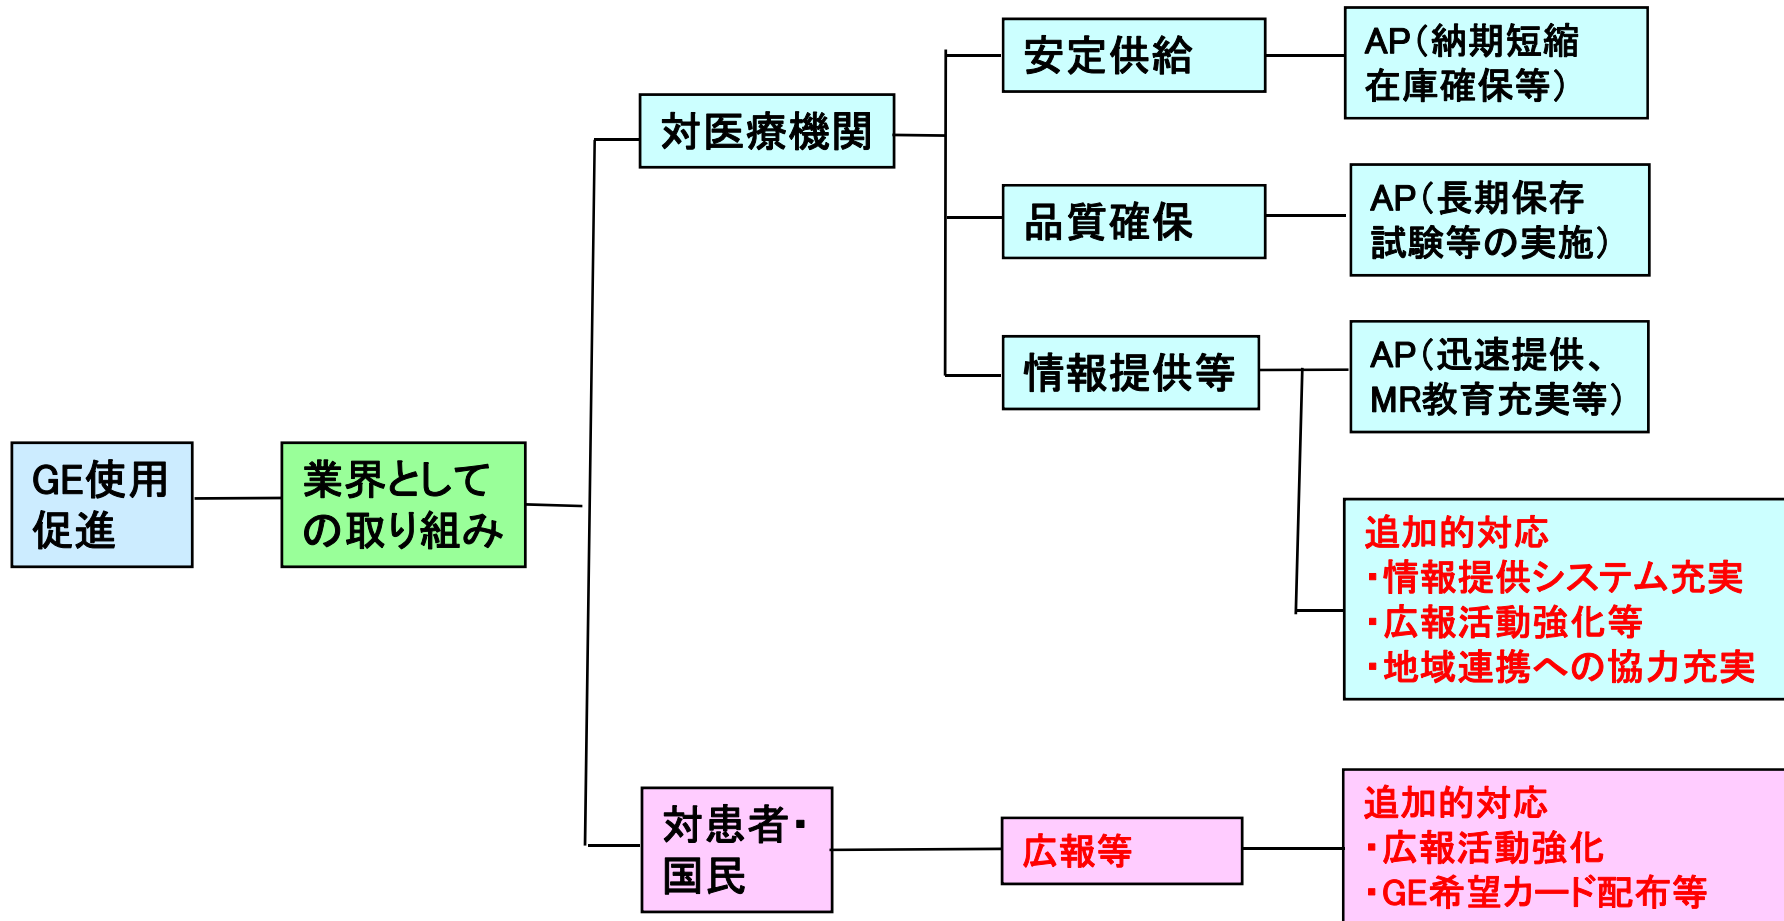 GE使用
促進
業界として
の取り組み
対医療機関
安定供給
AP(納期短縮
在庫確保等)
品質確保
AP(長期保存
試験等の実施)
情報提供等
AP(迅速提供、
MR教育充実等)
追加的対応
・情報提供システム充実
・広報活動強化等
・地域連携への協力充実
対患者・
国民
広報等
追加的対応
・広報活動強化
・GE希望カード配布等